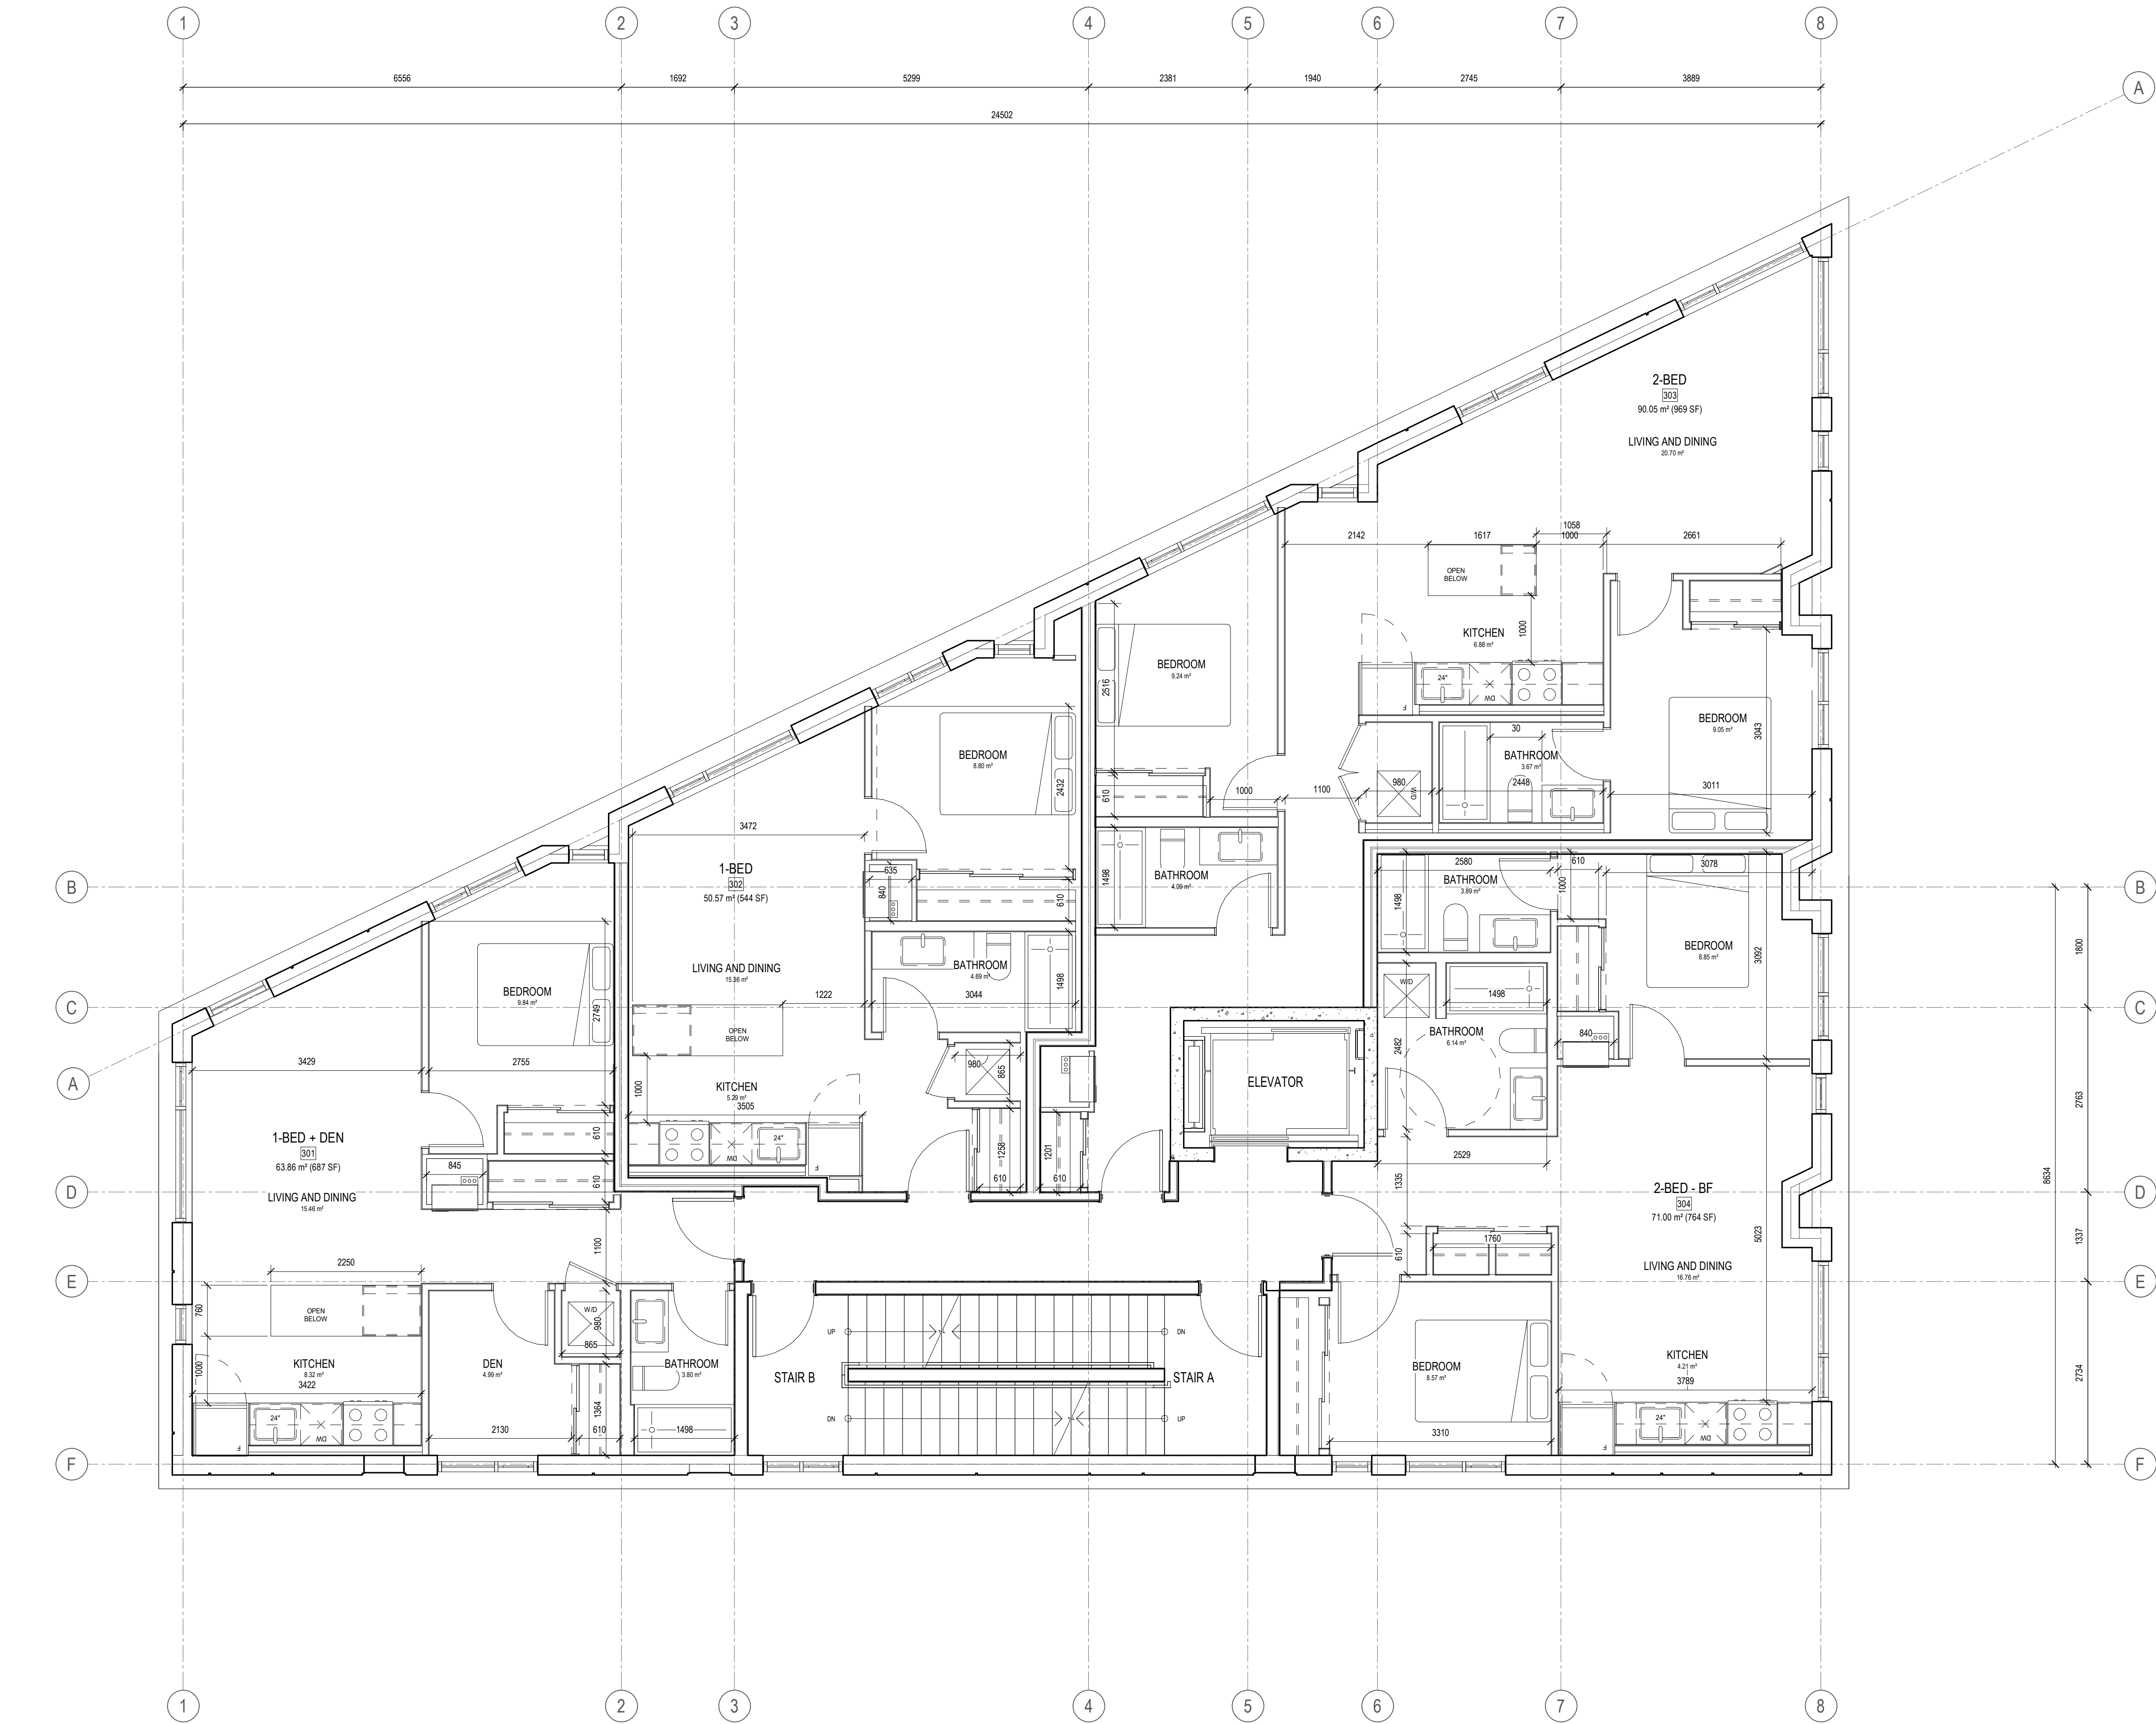 1 2 3 4 5 6 7 8
6556 1692 5299 2381 1940 2745 3889
A
24502
2-BED
303
90.05 m² (969 SF)
LIVING AND DINING
20.70 m²
1058
2142 1617 1000 2661
OPEN
BELOW
KITCHEN
6.88 m²
1000
24"
DW
F
BEDROOM
9.24 m²
2516
610
1000
1100
980
W/D
30
BATHROOM
3.67 m²
2448
BEDROOM
9.05 m²
3043
3011
1498
BATHROOM
4.09 m²
BEDROOM
8.80 m²
2432
3472
1-BED
302
50.57 m² (544 SF)
635
840
610
LIVING AND DINING
15.36 m²
1222
BATHROOM
4.69 m²
3044
1498
OPEN
BELOW
1000
KITCHEN
5.29 m²
3505
24"
DW
F
980
865
1258
610
1201
610
ELEVATOR
B B
2580 610 3078
BATHROOM
3.89 m²
1498
1000
BEDROOM
8.85 m²
3092
1800
C C
W/D
1498
BATHROOM
6.14 m²
2482
840
2529
1335
2763
8634
BEDROOM
9.84 m²
2749
A
3429 2755
610
1-BED + DEN
301
63.86 m² (687 SF)
845
610
LIVING AND DINING
15.46 m²
D D
2-BED - BF
304
71.00 m² (764 SF)
1760
610
5023
1337
LIVING AND DINING
16.76 m²
1100
2250
E E
760
OPEN
BELOW
1000
KITCHEN
8.32 m²
3422
24"
DW
F
DEN
4.99 m²
2130
W/D
980
865
1364
610
BATHROOM
3.80 m²
1498
UP DN
STAIR B STAIR A
DN UP
BEDROOM
8.57 m²
3310
KITCHEN
4.21 m²
3789
24"
DW
F
2734
F F
1 2 3 4 5 6 7 8